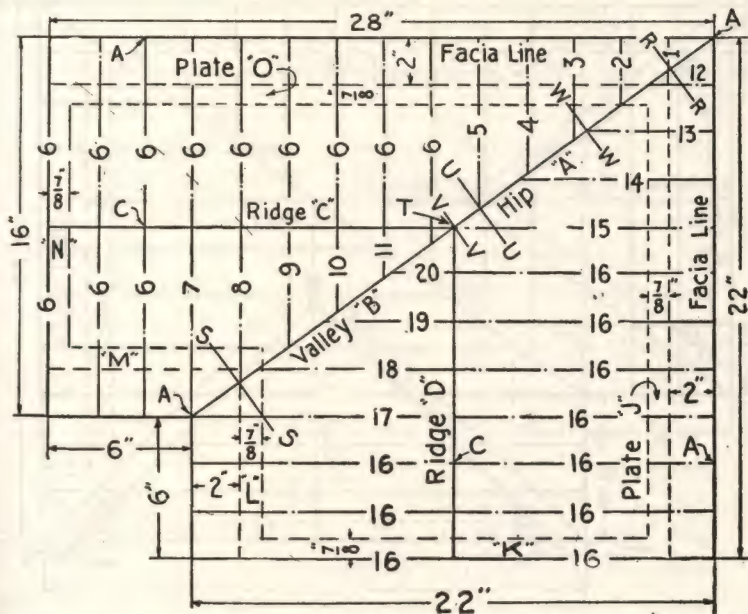 28"
A Facia Line R 1 A
Plate "O" 2" 3 2 12
7/8 W R
6 6 6 6 6 6 6 6 6 5 4 "A" W 13
7/8 U Hip 14
C Ridge "C" T V V U 15
16" "N" 20 16 Facia Line
6 6 6 7 8 9 10 11 7/8 22"
Valley "B" 19 16
"M" S 18 16 2"
A 17 Ridge "D" 16 Plate "J"
6" 7/8 S 16 C 16 A
6" 2" "L" 16 16
7/8 "K"
16 16
22"